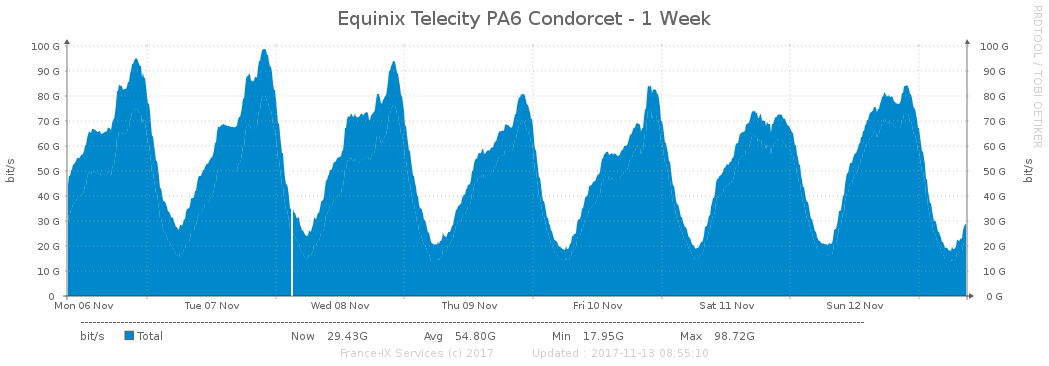 Equinix Telecity PA6 Condorcet - 1 Week
RRDTOOL / TOBI OETIKER
bit/s
100 G 100 G
90 G 90 G
80 G 80 G
70 G 70 G
60 G 60 G
50 G 50 G
40 G 40 G
30 G 30 G
20 G 20 G
10 G 10 G
0 0 G
bit/s
Mon 06 Nov Tue 07 Nov Wed 08 Nov Thu 09 Nov Fri 10 Nov Sat 11 Nov Sun 12 Nov
bit/s Total Now 29.43G Avg 54.80G Min 17.95G Max 98.72G
France-IX Services (c) 2017 Updated : 2017-11-13 08:55:10